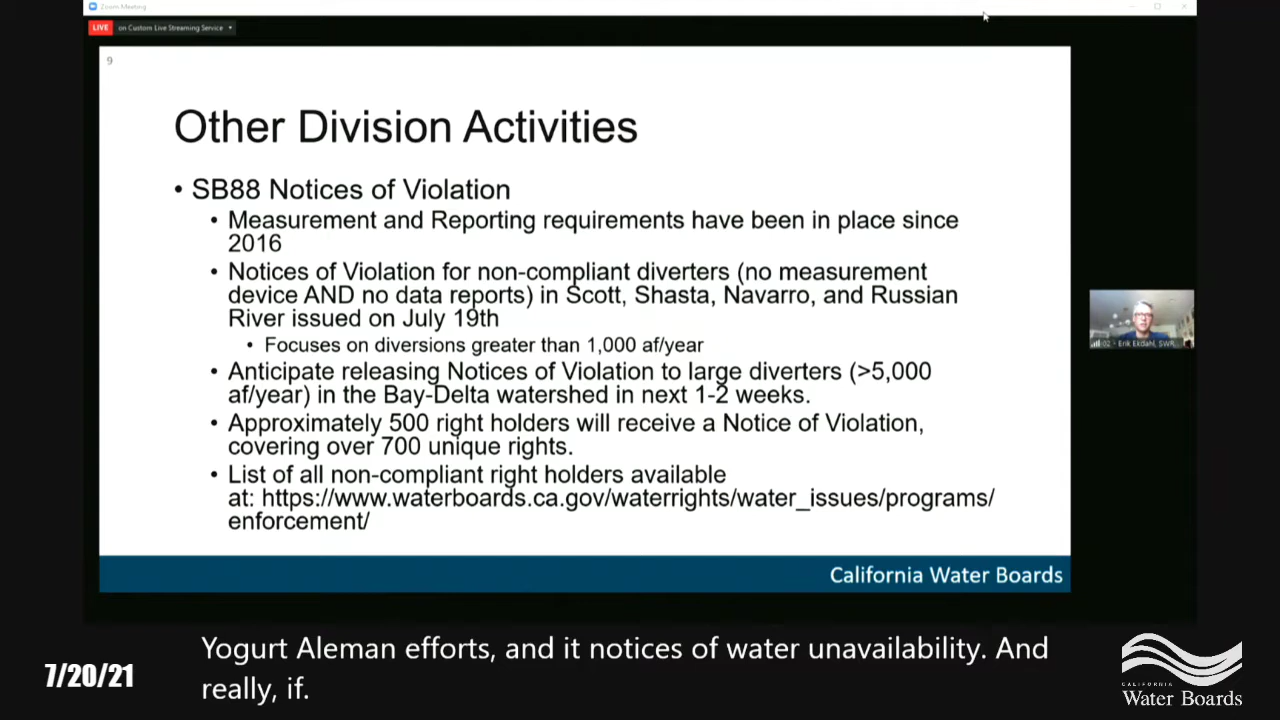 Zoom Meeting
LIVE on Custom Live Streaming Service
9
Other Division Activities
• SB88 Notices of Violation
• Measurement and Reporting requirements have been in place since
2016
• Notices of Violation for non-compliant diverters (no measurement
device AND no data reports) in Scott, Shasta, Navarro, and Russian
River issued on July 19th
• Focuses on diversions greater than 1,000 af/year
• Anticipate releasing Notices of Violation to large diverters (>5,000
af/year) in the Bay-Delta watershed in next 1-2 weeks.
• Approximately 500 right holders will receive a Notice of Violation,
covering over 700 unique rights.
• List of all non-compliant right holders available
at: https://www.waterboards.ca.gov/waterrights/water_issues/programs/
enforcement/
California Water Boards
02 - Erik Ekdahl, SWR...
Yogurt Aleman efforts, and it notices of water unavailability. And
really, if.
7/20/21
CALIFORNIA
Water Boards